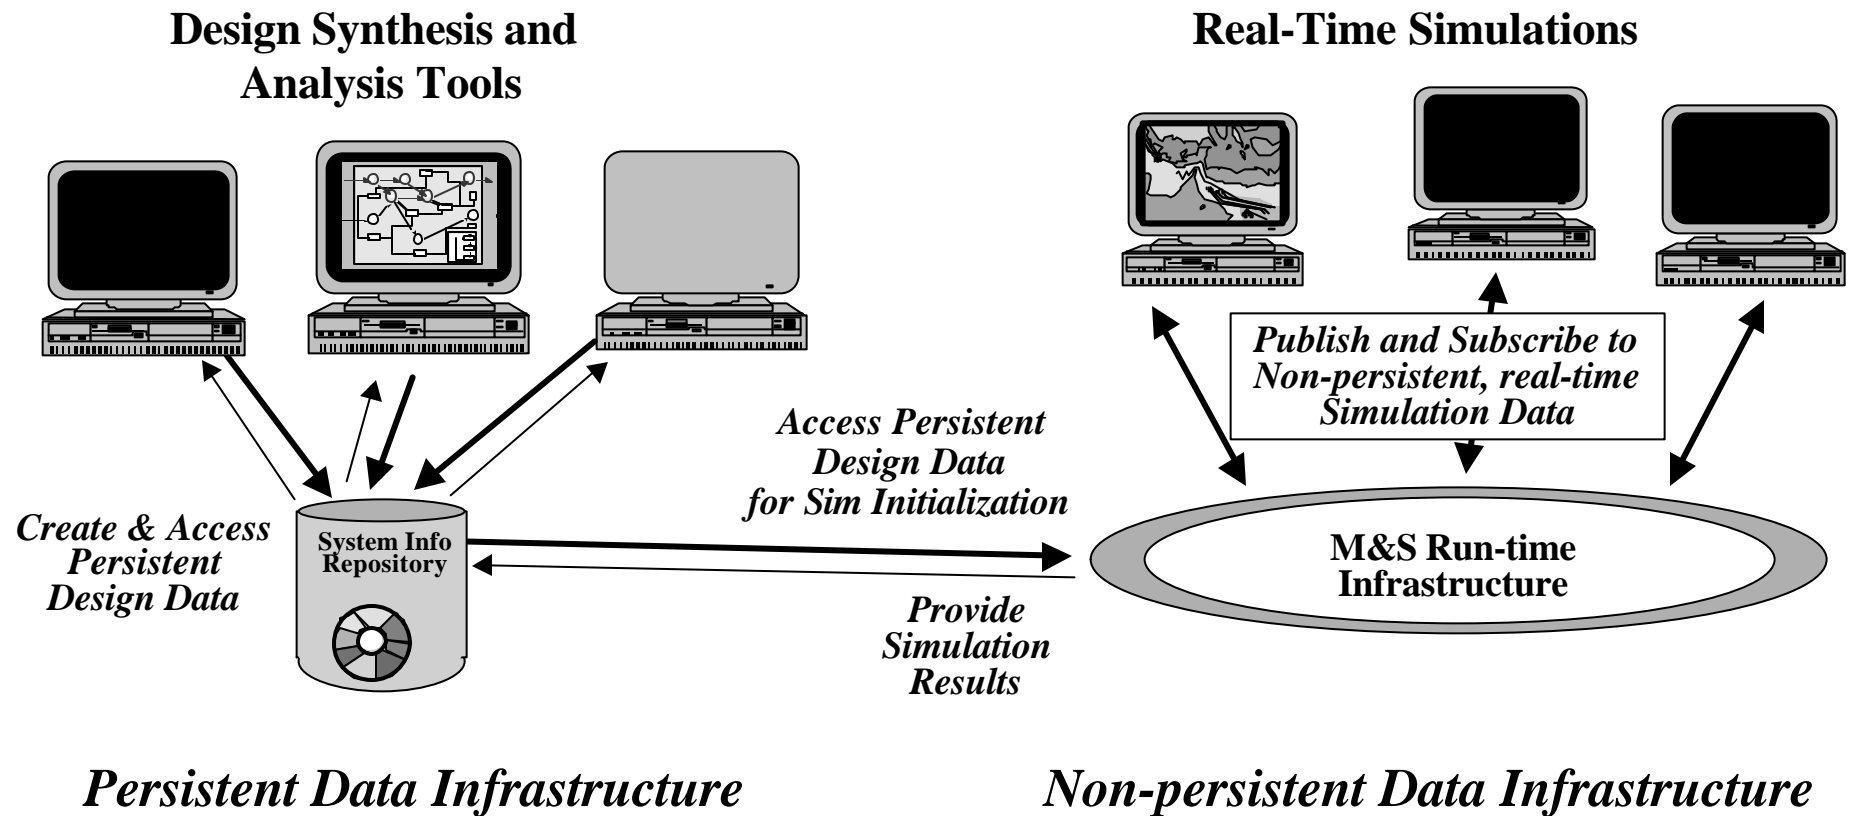 Design Synthesis and
Analysis Tools
Real-Time Simulations
Publish and Subscribe to
Non-persistent, real-time
Simulation Data
Access Persistent
Design Data
for Sim Initialization
Create & Access
Persistent
Design Data
System Info
Repository
M&S Run-time
Infrastructure
Provide
Simulation
Results
Persistent Data Infrastructure
Non-persistent Data Infrastructure